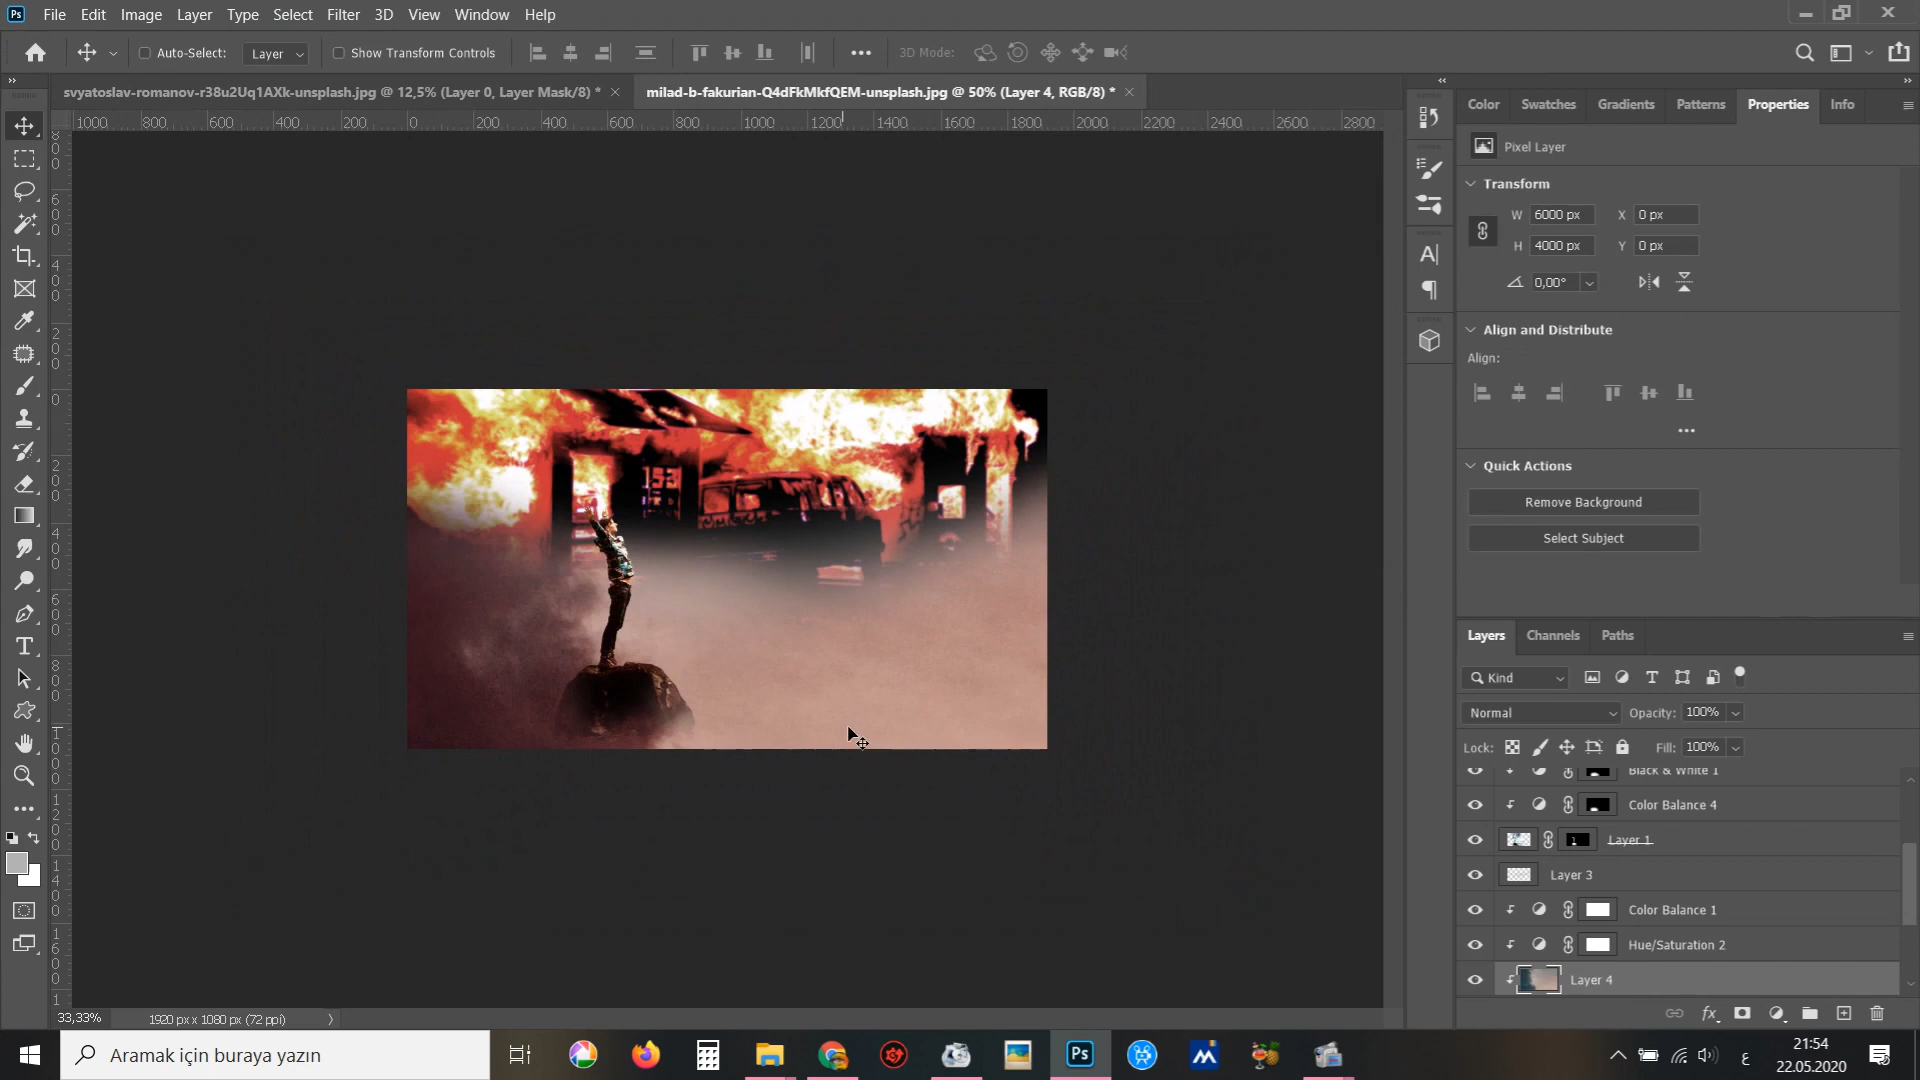 Ps File Edit Image Layer Type Select Filter 3D View Window Help
Auto-Select: Layer Show Transform Controls 3D Mode:
svyatoslav-romanov-r38u2Uq1AXk-unsplash.jpg @ 12,5% (Layer 0, Layer Mask/8) *
milad-b-fakurian-Q4dFkMkfQEM-unsplash.jpg @ 50% (Layer 4, RGB/8) *
1000 800 600 400 200 0 200 400 600 800 1000 1200 1400 1600 1800 2000 2200 2400 2600 2800
Color Swatches Gradients Patterns Properties Info
Pixel Layer
Transform
W 6000 px X 0 px
H 4000 px Y 0 px
0,00°
Align and Distribute
Align:
Quick Actions
Remove Background
Select Subject
153
Layers Channels Paths
Kind
Normal Opacity: 100%
Lock: Fill: 100%
Black & White 1
Color Balance 4
Layer 1
Layer 3
Color Balance 1
Hue/Saturation 2
Layer 4
33,33% 1920 px x 1080 px (72 ppi)
Aramak için buraya yazın
Ps
ع
21:54
22.05.2020